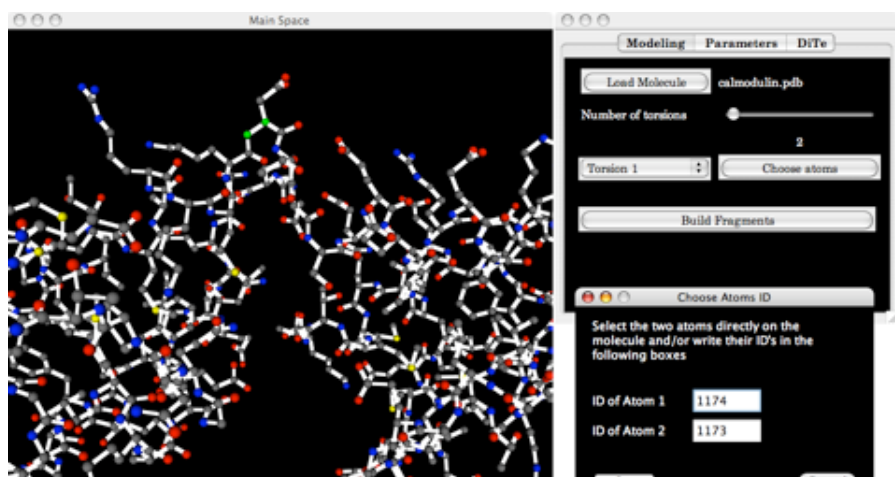 Main Space
Modeling Parameters DiTe
Load Molecule calmodulin.pdb
Number of torsions
2
Torsion 1 Choose atoms
Build Fragments
Choose Atoms ID
Select the two atoms directly on the
molecule and/or write their ID's in the
following boxes
ID of Atom 1 1174
ID of Atom 2 1173